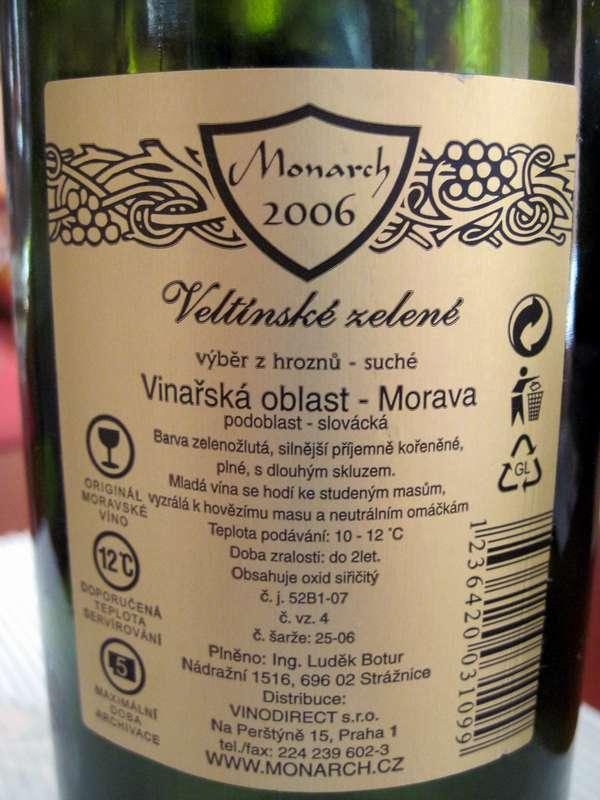 Monarch
2006
Veltínské zelené
výběr z hroznů - suché
Vinařská oblast - Morava
podoblast - slovácká
Barva zelenožlutá, silnější příjemně kořeněné,
plné, s dlouhým skluzem.
Mladá vína se hodí ke studeným masům,
vyzrálá k hovězímu masu a neutrálním omáčkám
Teplota podávání: 10 - 12 °C
Doba zralosti: do 2let.
Obsahuje oxid siřičitý
č. j. 52B1-07
č. vz. 4
č. šarže: 25-06
Plněno: Ing. Luděk Botur
Nádražní 1516, 696 02 Strážnice
Distribuce:
VINODIRECT s.r.o.
Na Perštýně 15, Praha 1
tel./fax: 224 239 602-3
WWW.MONARCH.CZ
ORIGINÁL
MORAVSKÉ
VÍNO
12°C
DOPORUČENÁ
TEPLOTA
SERVÍROVÁNÍ
5
MAXIMÁLNÍ
DOBA
ARCHIVACE
GL
1236420031099